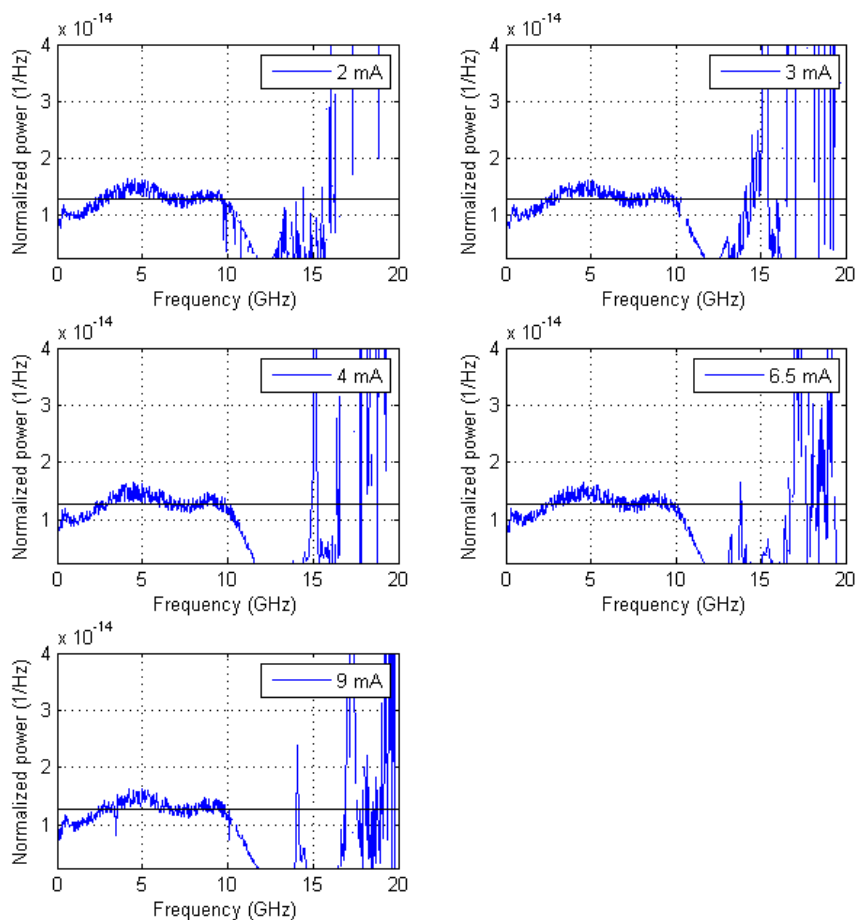 x 10^-14
4
3
2
1
0 5 10 15 20
Normalized power (1/Hz)
Frequency (GHz)
2 mA
x 10^-14
4
3
2
1
0 5 10 15 20
Normalized power (1/Hz)
Frequency (GHz)
3 mA
x 10^-14
4
3
2
1
0 5 10 15 20
Normalized power (1/Hz)
Frequency (GHz)
4 mA
x 10^-14
4
3
2
1
0 5 10 15 20
Normalized power (1/Hz)
Frequency (GHz)
6.5 mA
x 10^-14
4
3
2
1
0 5 10 15 20
Normalized power (1/Hz)
Frequency (GHz)
9 mA